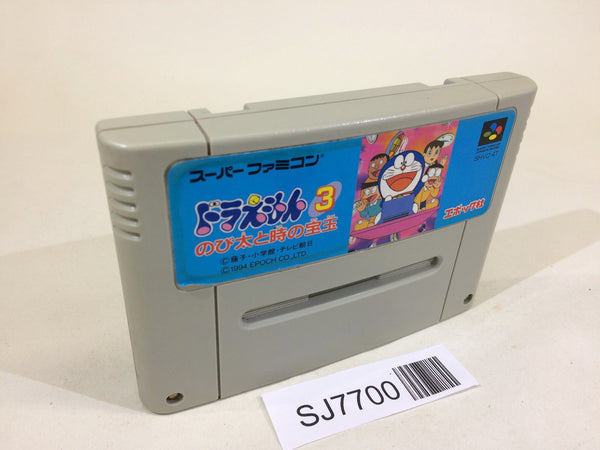 スーパー ファミコン
ドラえもん 3
のび太と時の宝玉
©藤子・小学館・テレビ朝日
©1994 EPOCH CO.,LTD
エポック社
SJ7700